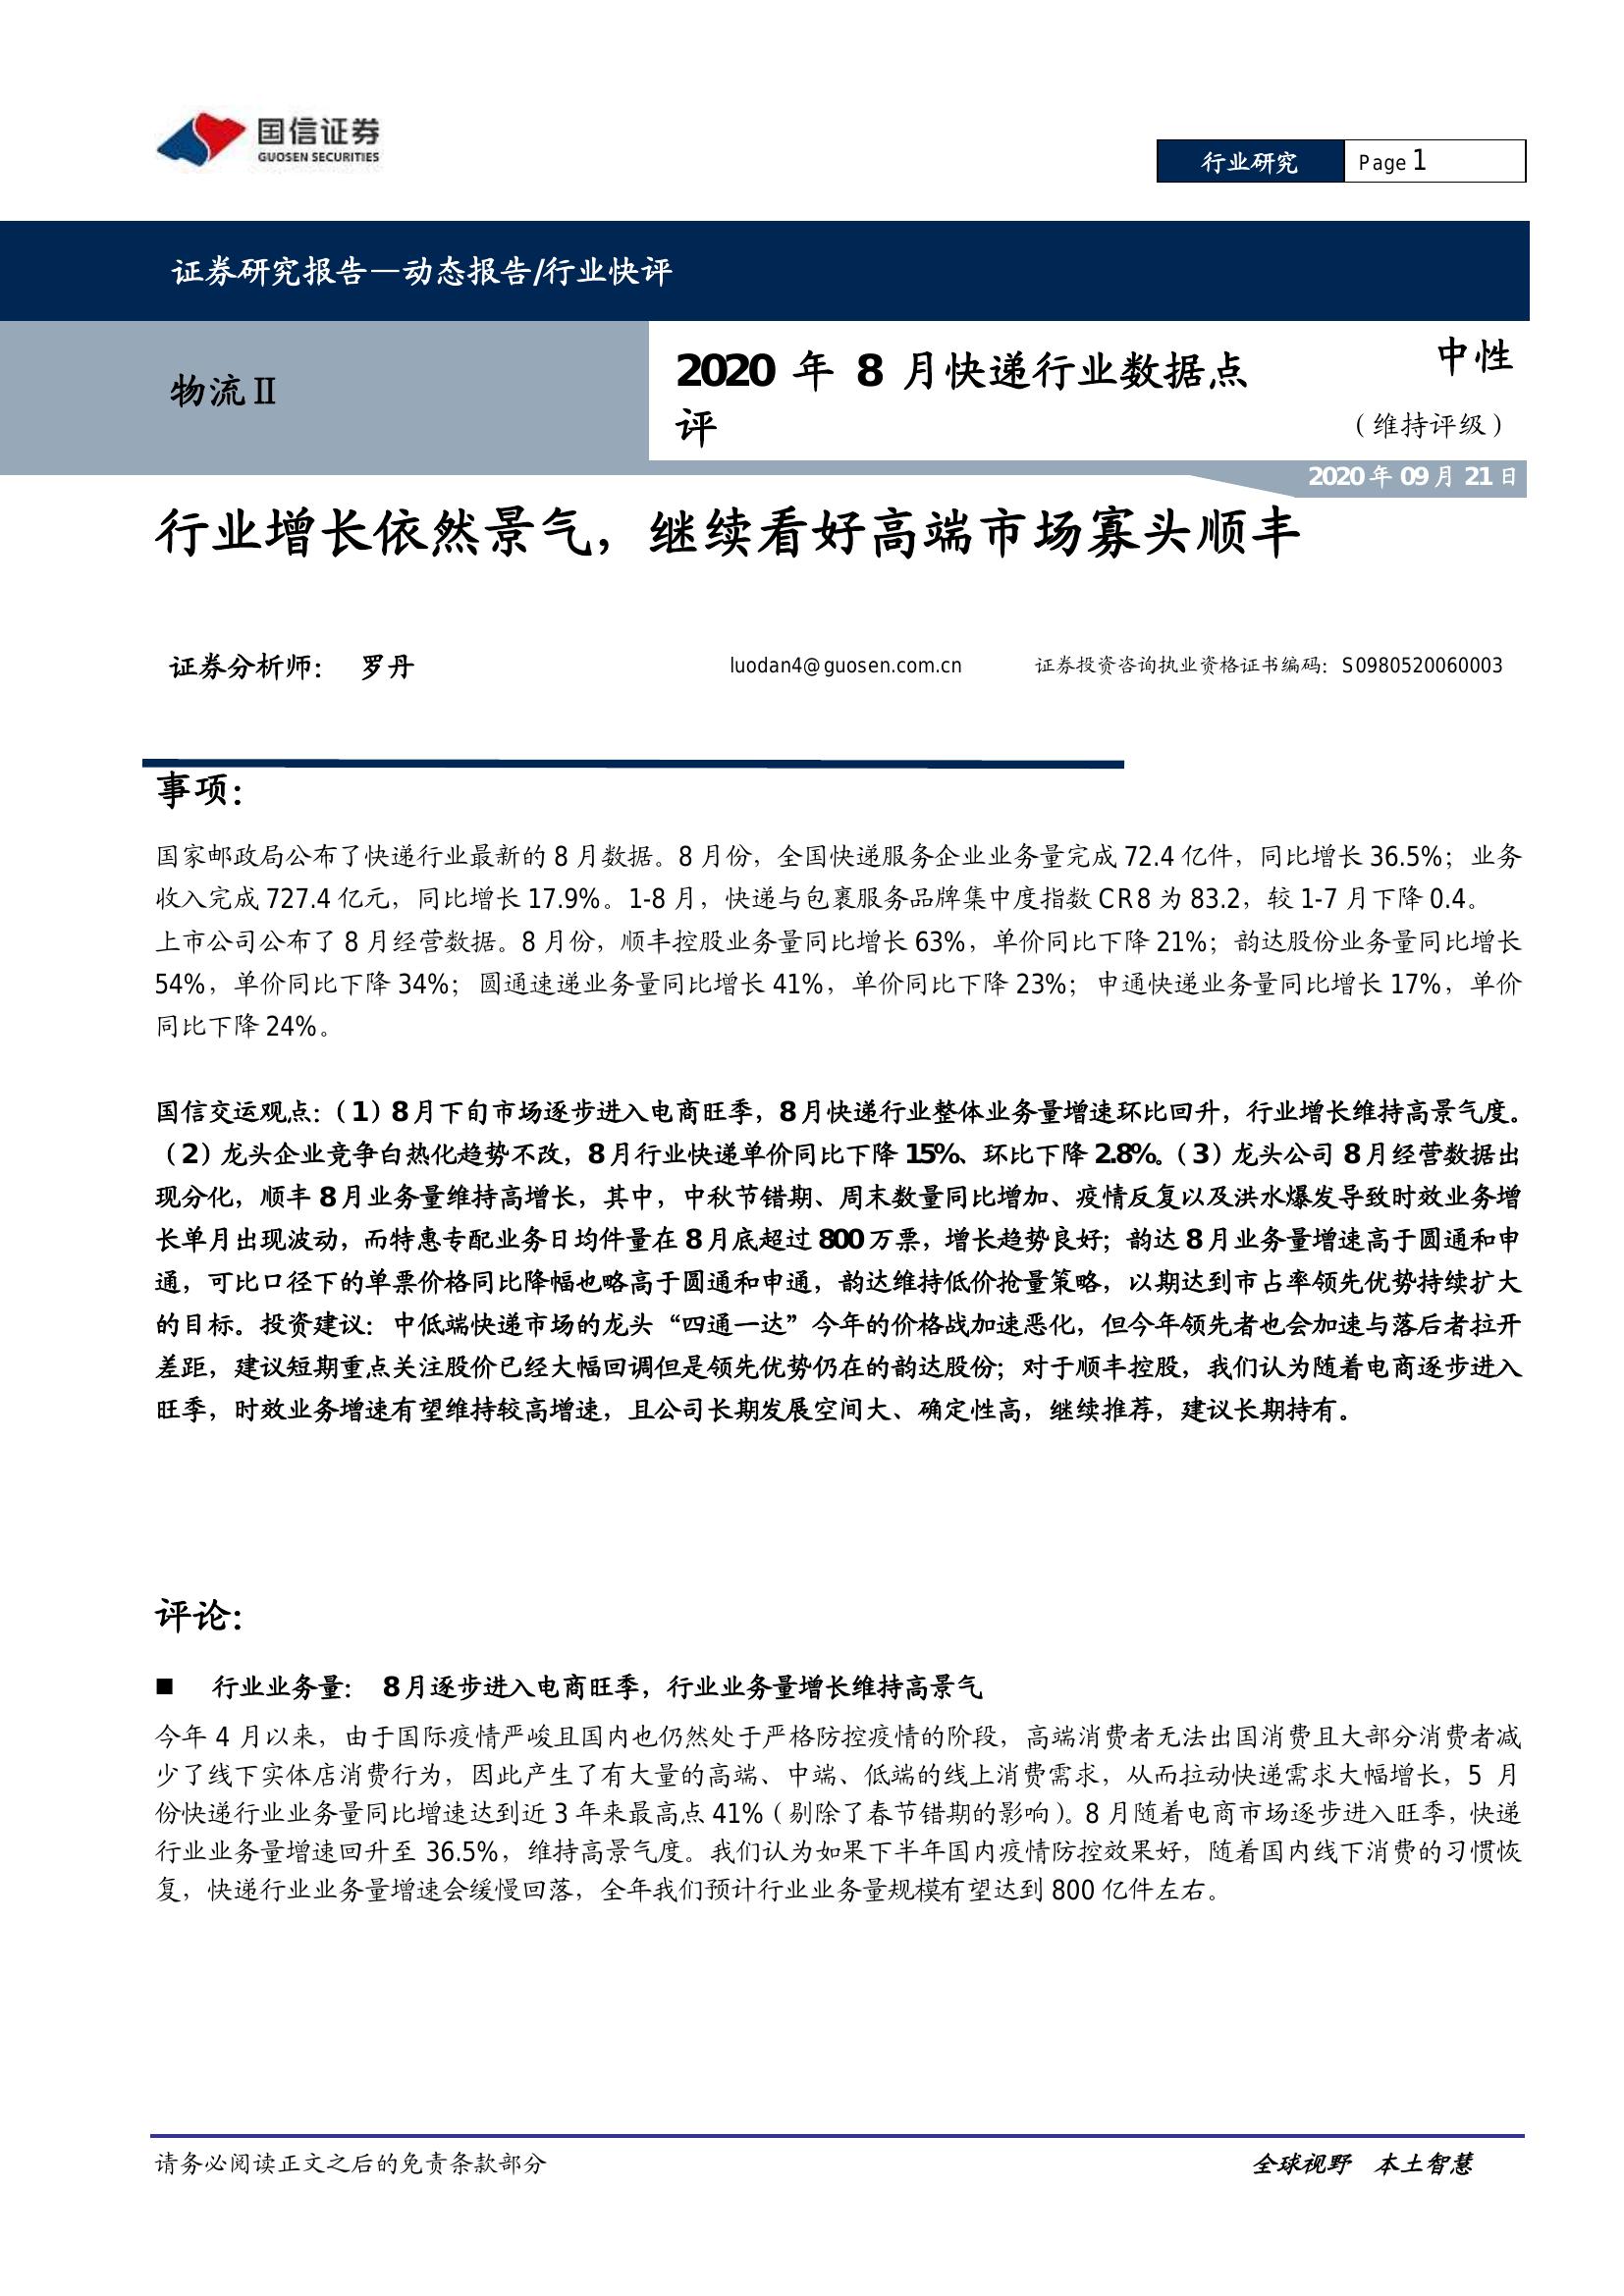 国信证券
GUOSEN SECURITIES
行业研究 Page 1
证券研究报告—动态报告/行业快评
物流Ⅱ
2020 年 8 月快递行业数据点
评
中性
（维持评级）
2020 年 09 月 21 日
行业增长依然景气，继续看好高端市场寡头顺丰
证券分析师： 罗丹 luodan4@guosen.com.cn 证券投资咨询执业资格证书编码：S0980520060003
事项：
国家邮政局公布了快递行业最新的 8 月数据。8 月份，全国快递服务企业业务量完成 72.4 亿件，同比增长 36.5%；业务
收入完成 727.4 亿元，同比增长 17.9%。1-8 月，快递与包裹服务品牌集中度指数 CR8 为 83.2，较 1-7 月下降 0.4。
上市公司公布了 8 月经营数据。8 月份，顺丰控股业务量同比增长 63%，单价同比下降 21%；韵达股份业务量同比增长
54%，单价同比下降 34%；圆通速递业务量同比增长 41%，单价同比下降 23%；申通快递业务量同比增长 17%，单价
同比下降 24%。
国信交运观点：（1）8 月下旬市场逐步进入电商旺季，8 月快递行业整体业务量增速环比回升，行业增长维持高景气度。
（2）龙头企业竞争白热化趋势不改，8 月行业快递单价同比下降 15%、环比下降 2.8%。（3）龙头公司 8 月经营数据出
现分化，顺丰 8 月业务量维持高增长，其中，中秋节错期、周末数量同比增加、疫情反复以及洪水爆发导致时效业务增
长单月出现波动，而特惠专配业务日均件量在 8 月底超过 800 万票，增长趋势良好；韵达 8 月业务量增速高于圆通和申
通，可比口径下的单票价格同比降幅也略高于圆通和申通，韵达维持低价抢量策略，以期达到市占率领先优势持续扩大
的目标。投资建议：中低端快递市场的龙头“四通一达”今年的价格战加速恶化，但今年领先者也会加速与落后者拉开
差距，建议短期重点关注股价已经大幅回调但是领先优势仍在的韵达股份；对于顺丰控股，我们认为随着电商逐步进入
旺季，时效业务增速有望维持较高增速，且公司长期发展空间大、确定性高，继续推荐，建议长期持有。
评论：
■ 行业业务量： 8 月逐步进入电商旺季，行业业务量增长维持高景气
今年 4 月以来，由于国际疫情严峻且国内也仍然处于严格防控疫情的阶段，高端消费者无法出国消费且大部分消费者减
少了线下实体店消费行为，因此产生了有大量的高端、中端、低端的线上消费需求，从而拉动快递需求大幅增长，5 月
份快递行业业务量同比增速达到近 3 年来最高点 41%（剔除了春节错期的影响）。8 月随着电商市场逐步进入旺季，快递
行业业务量增速回升至 36.5%，维持高景气度。我们认为如果下半年国内疫情防控效果好，随着国内线下消费的习惯恢
复，快递行业业务量增速会缓慢回落，全年我们预计行业业务量规模有望达到 800 亿件左右。
请务必阅读正文之后的免责条款部分 全球视野 本土智慧